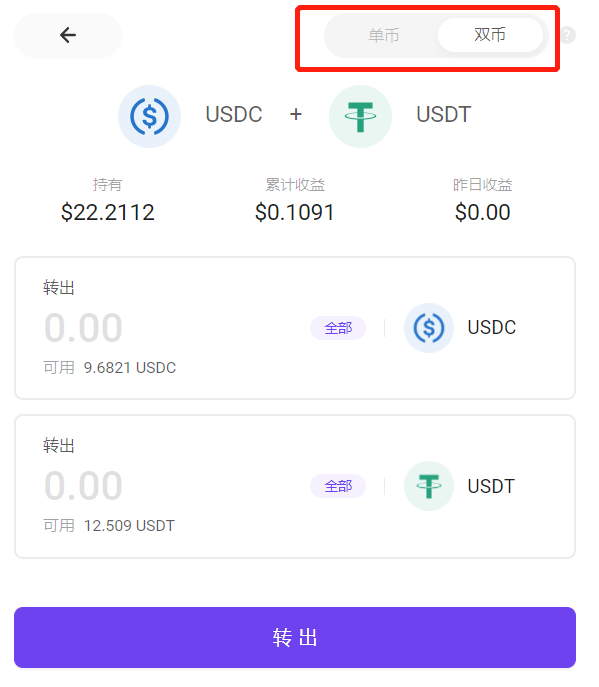 单币 双币 ?
USDC + USDT
持有 累计收益 昨日收益
$22.2112 $0.1091 $0.00
转出
0.00 全部 USDC
可用 9.6821 USDC
转出
0.00 全部 USDT
可用 12.509 USDT
转出